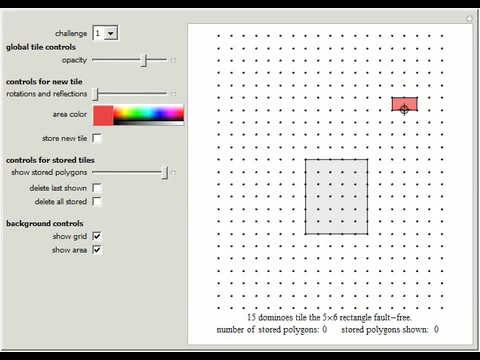 challenge 1
global tile controls
opacity
controls for new tile
rotations and reflections
area color
store new tile
controls for stored tiles
show stored polygons
delete last shown
delete all stored
background controls
show grid
show area
15 dominoes tile the 5×6 rectangle fault−free.
number of stored polygons: 0 stored polygons shown: 0